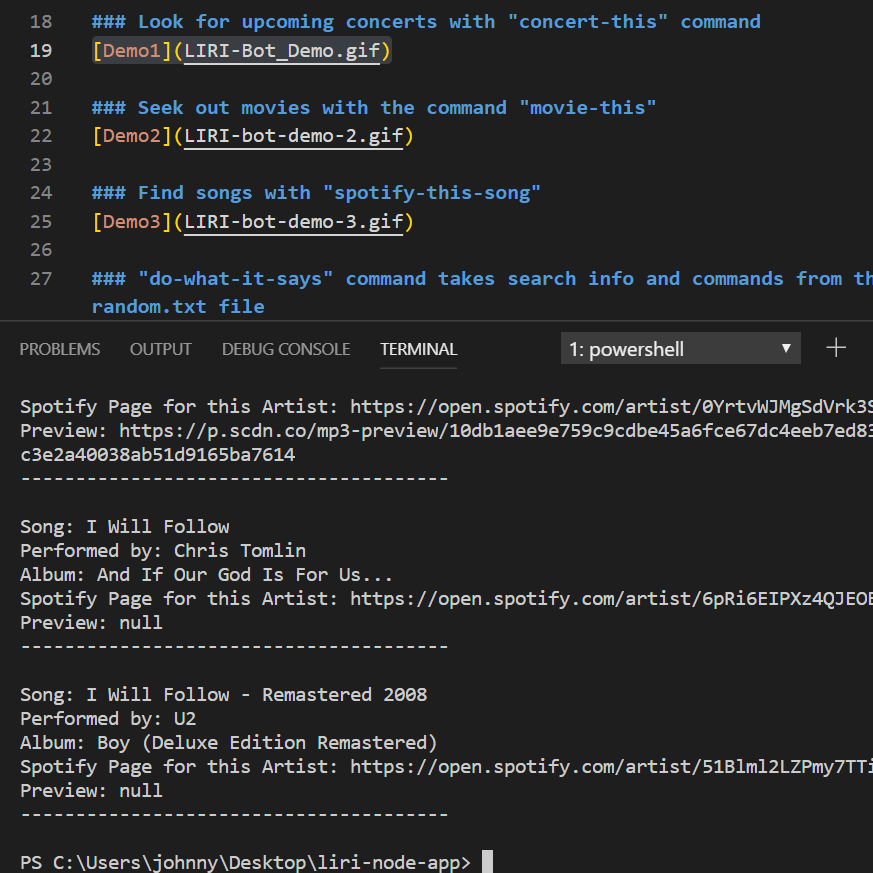 18 ### Look for upcoming concerts with "concert-this" command
19 [Demo1](LIRI-Bot_Demo.gif)
20
21 ### Seek out movies with the command "movie-this"
22 [Demo2](LIRI-bot-demo-2.gif)
23
24 ### Find songs with "spotify-this-song"
25 [Demo3](LIRI-bot-demo-3.gif)
26
27 ### "do-what-it-says" command takes search info and commands from th
random.txt file
PROBLEMS OUTPUT DEBUG CONSOLE TERMINAL 1: powershell
Spotify Page for this Artist: https://open.spotify.com/artist/0YrtvWJMgSdVrk3S
Preview: https://p.scdn.co/mp3-preview/10db1aee9e759c9cdbe45a6fce67dc4eeb7ed83
c3e2a40038ab51d9165ba7614
---------------------------------------
Song: I Will Follow
Performed by: Chris Tomlin
Album: And If Our God Is For Us...
Spotify Page for this Artist: https://open.spotify.com/artist/6pRi6EIPXz4QJEOE
Preview: null
---------------------------------------
Song: I Will Follow - Remastered 2008
Performed by: U2
Album: Boy (Deluxe Edition Remastered)
Spotify Page for this Artist: https://open.spotify.com/artist/51Blml2LZPmy7TTi
Preview: null
---------------------------------------
PS C:\Users\johnny\Desktop\liri-node-app>